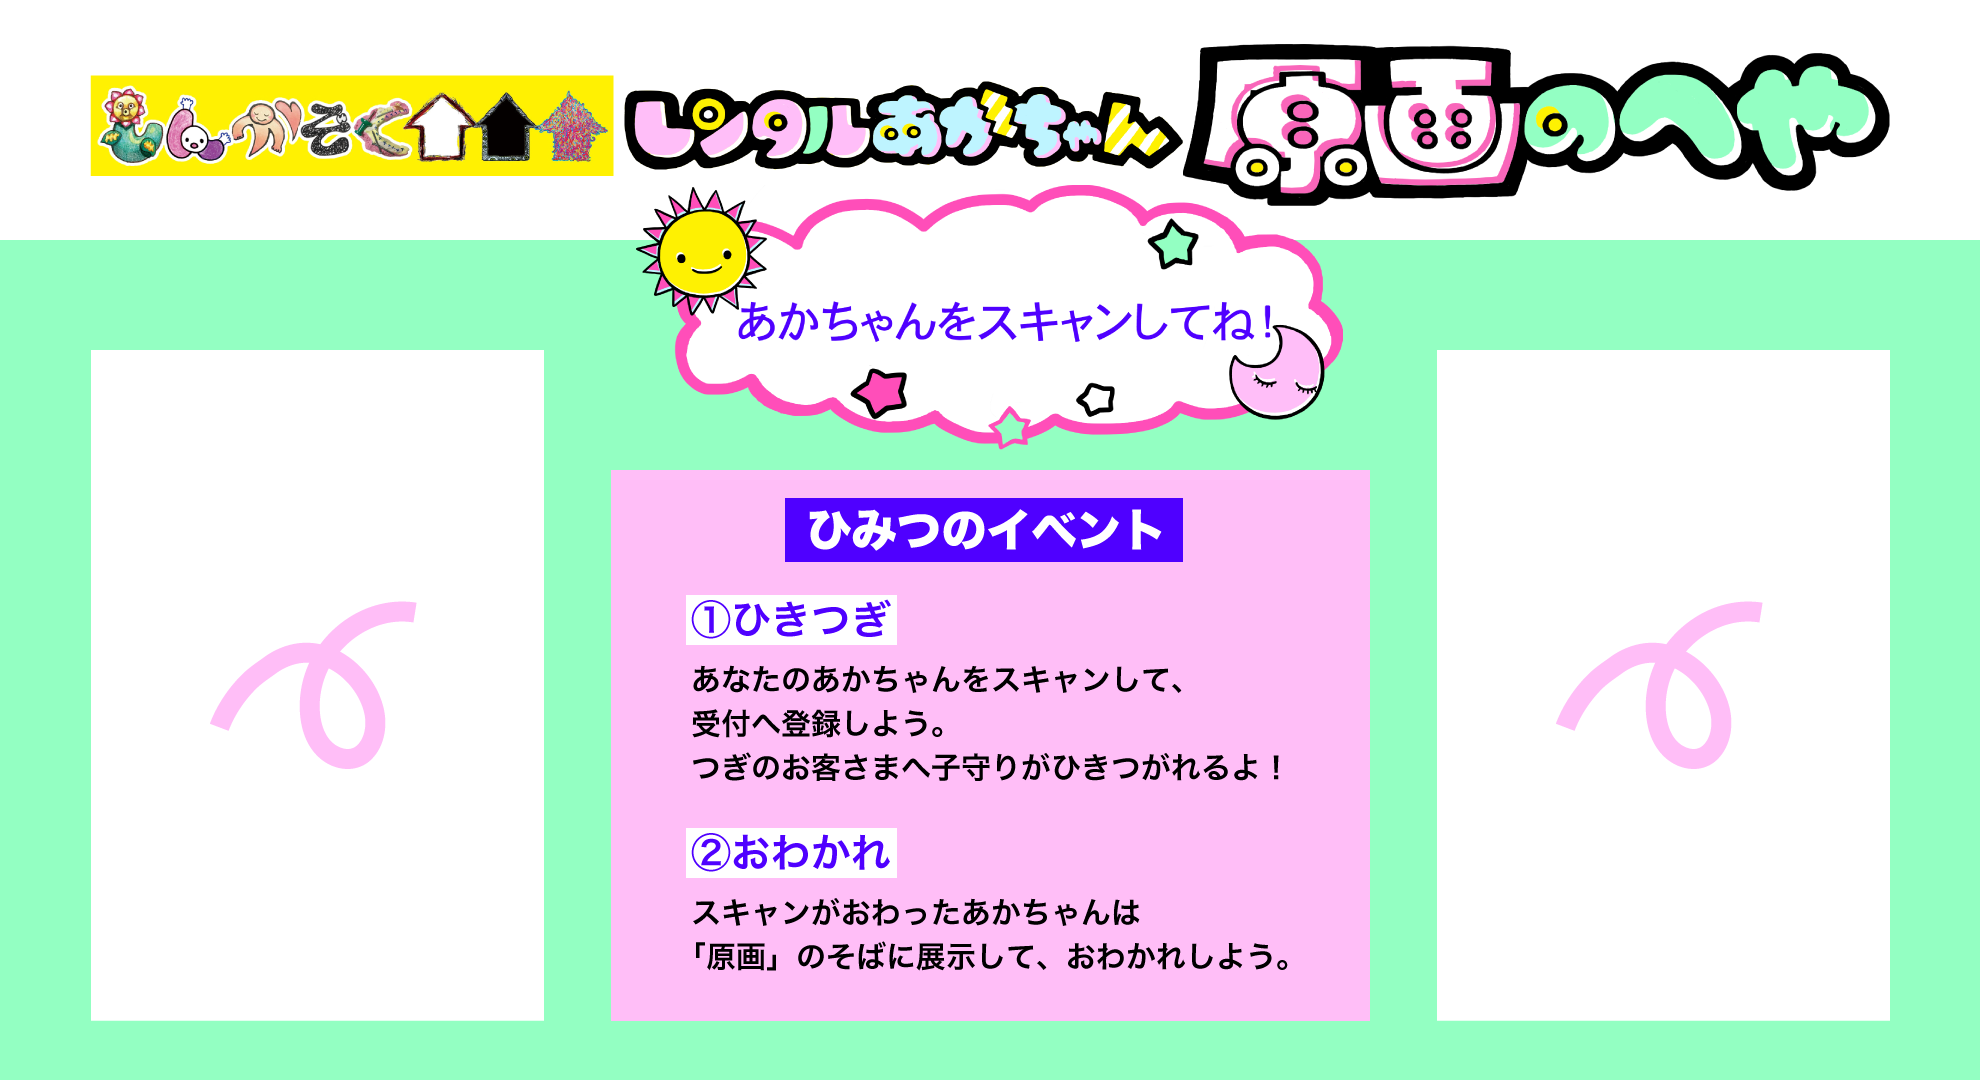 しんかぞく
レンタルあかちゃん 原画のへや
あかちゃんをスキャンしてね！
ひみつのイベント
①ひきつぎ
あなたのあかちゃんをスキャンして、
受付へ登録しよう。
つぎのお客さまへ子守りがひきつがれるよ！
②おわかれ
スキャンがおわったあかちゃんは
「原画」のそばに展示して、おわかれしよう。